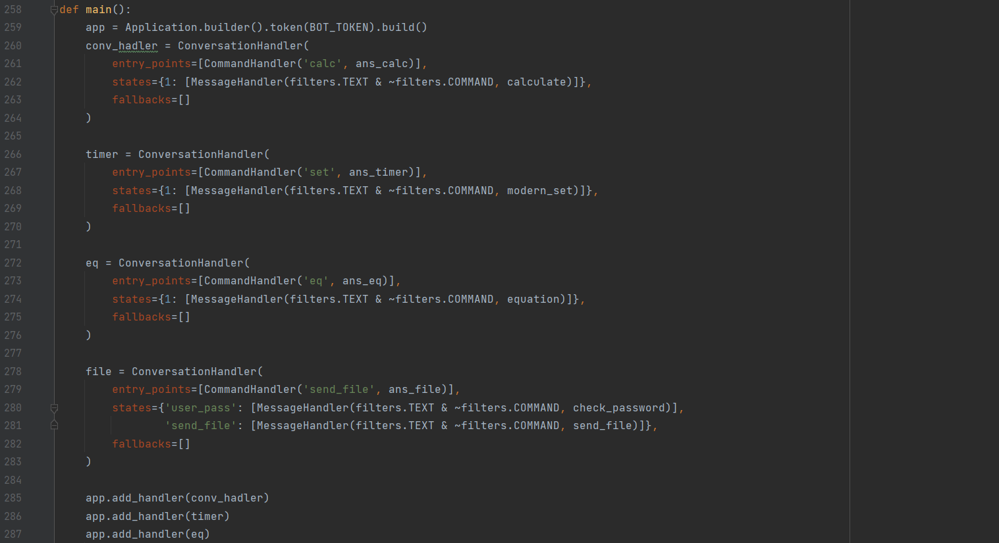 258 def main():
259     app = Application.builder().token(BOT_TOKEN).build()
260     conv_hadler = ConversationHandler(
261         entry_points=[CommandHandler('calc', ans_calc)],
262         states={1: [MessageHandler(filters.TEXT & ~filters.COMMAND, calculate)]},
263         fallbacks=[]
264     )
265
266     timer = ConversationHandler(
267         entry_points=[CommandHandler('set', ans_timer)],
268         states={1: [MessageHandler(filters.TEXT & ~filters.COMMAND, modern_set)]},
269         fallbacks=[]
270     )
271
272     eq = ConversationHandler(
273         entry_points=[CommandHandler('eq', ans_eq)],
274         states={1: [MessageHandler(filters.TEXT & ~filters.COMMAND, equation)]},
275         fallbacks=[]
276     )
277
278     file = ConversationHandler(
279         entry_points=[CommandHandler('send_file', ans_file)],
280         states={'user_pass': [MessageHandler(filters.TEXT & ~filters.COMMAND, check_password)],
281                 'send_file': [MessageHandler(filters.TEXT & ~filters.COMMAND, send_file)]},
282         fallbacks=[]
283     )
284
285     app.add_handler(conv_hadler)
286     app.add_handler(timer)
287     app.add_handler(eq)